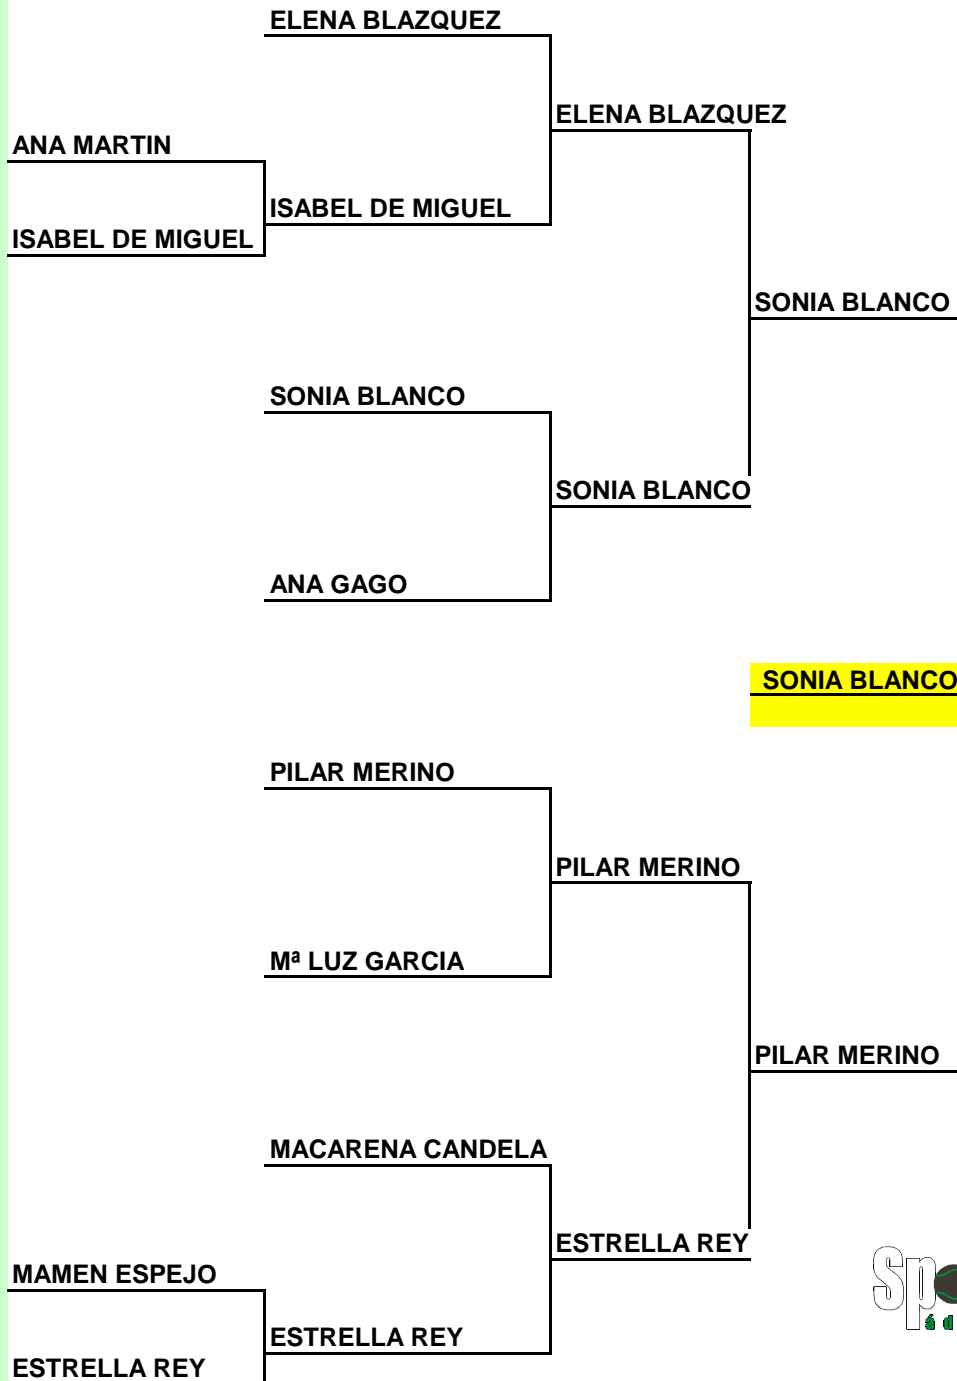 ELENA BLAZQUEZ
ELENA BLAZQUEZ
ANA MARTIN
ISABEL DE MIGUEL
ISABEL DE MIGUEL
SONIA BLANCO
SONIA BLANCO
SONIA BLANCO
ANA GAGO
SONIA BLANCO
PILAR MERINO
PILAR MERINO
Mª LUZ GARCIA
PILAR MERINO
MACARENA CANDELA
ESTRELLA REY
MAMEN ESPEJO
ESTRELLA REY
ESTRELLA REY